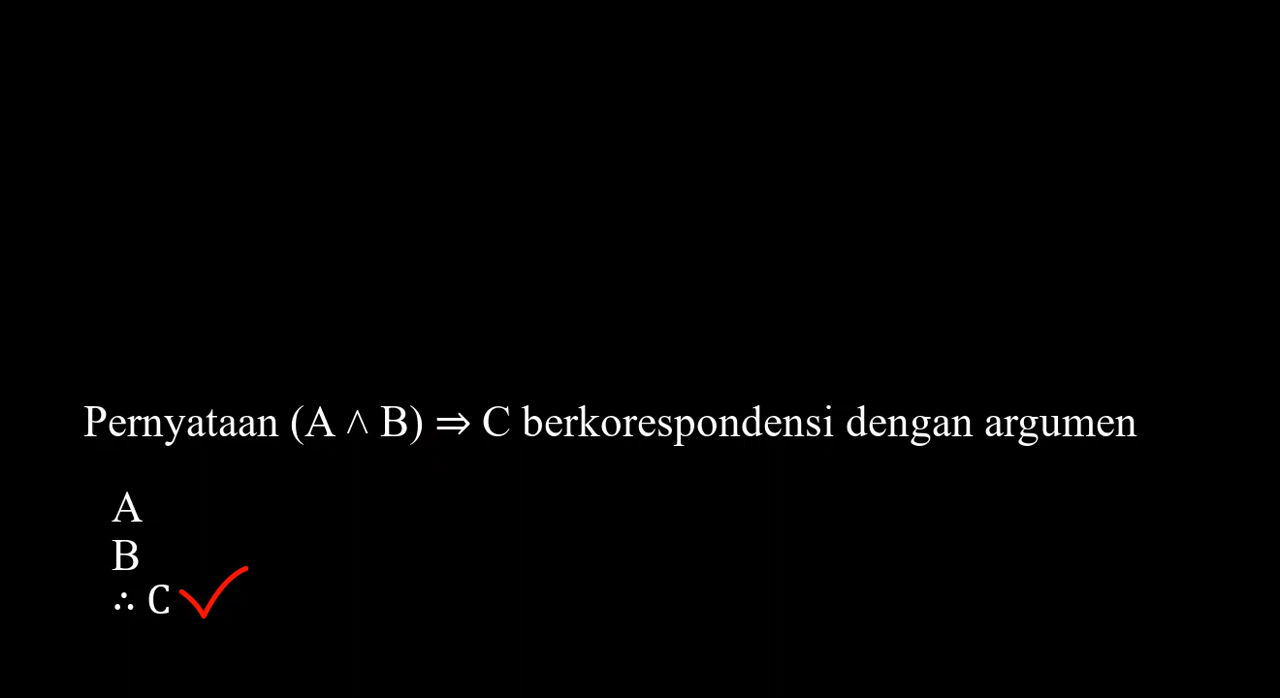 Pernyataan (A ∧ B) ⇒ C berkorespondensi dengan argumen
A
B
∴ C